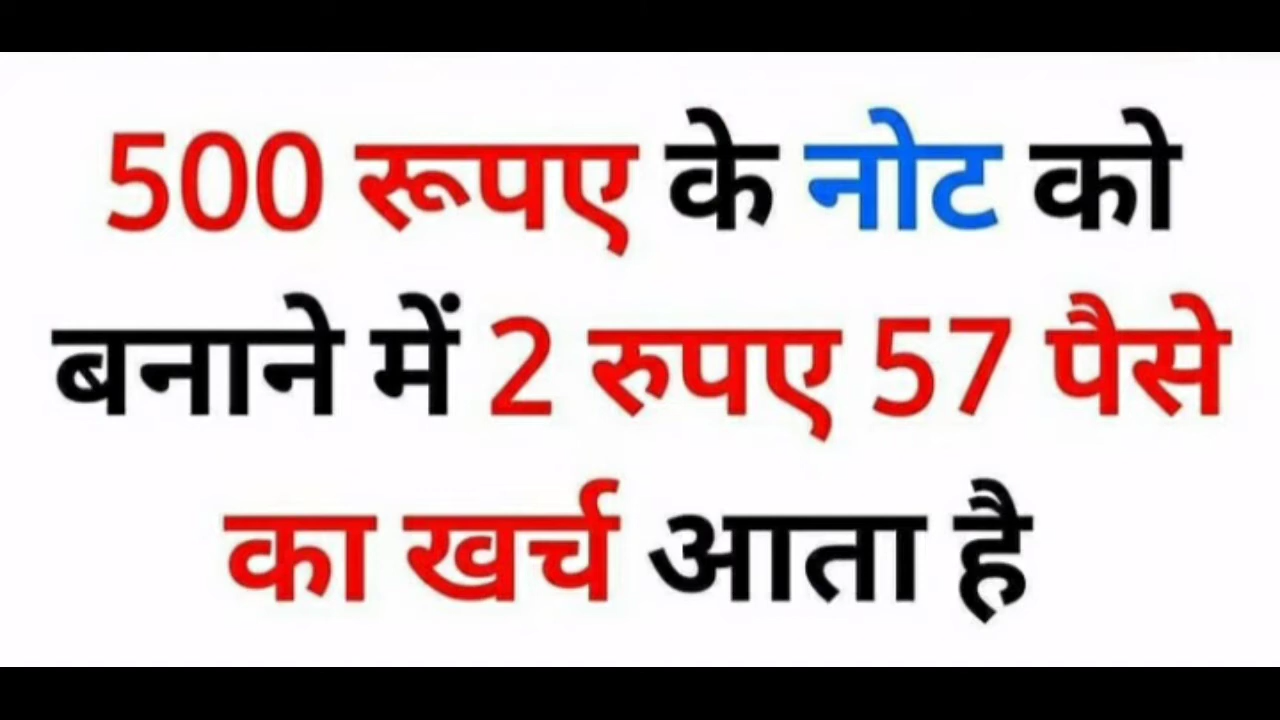 500 रूपए के नोट को
बनाने में 2 रुपए 57 पैसे
का खर्च आता है